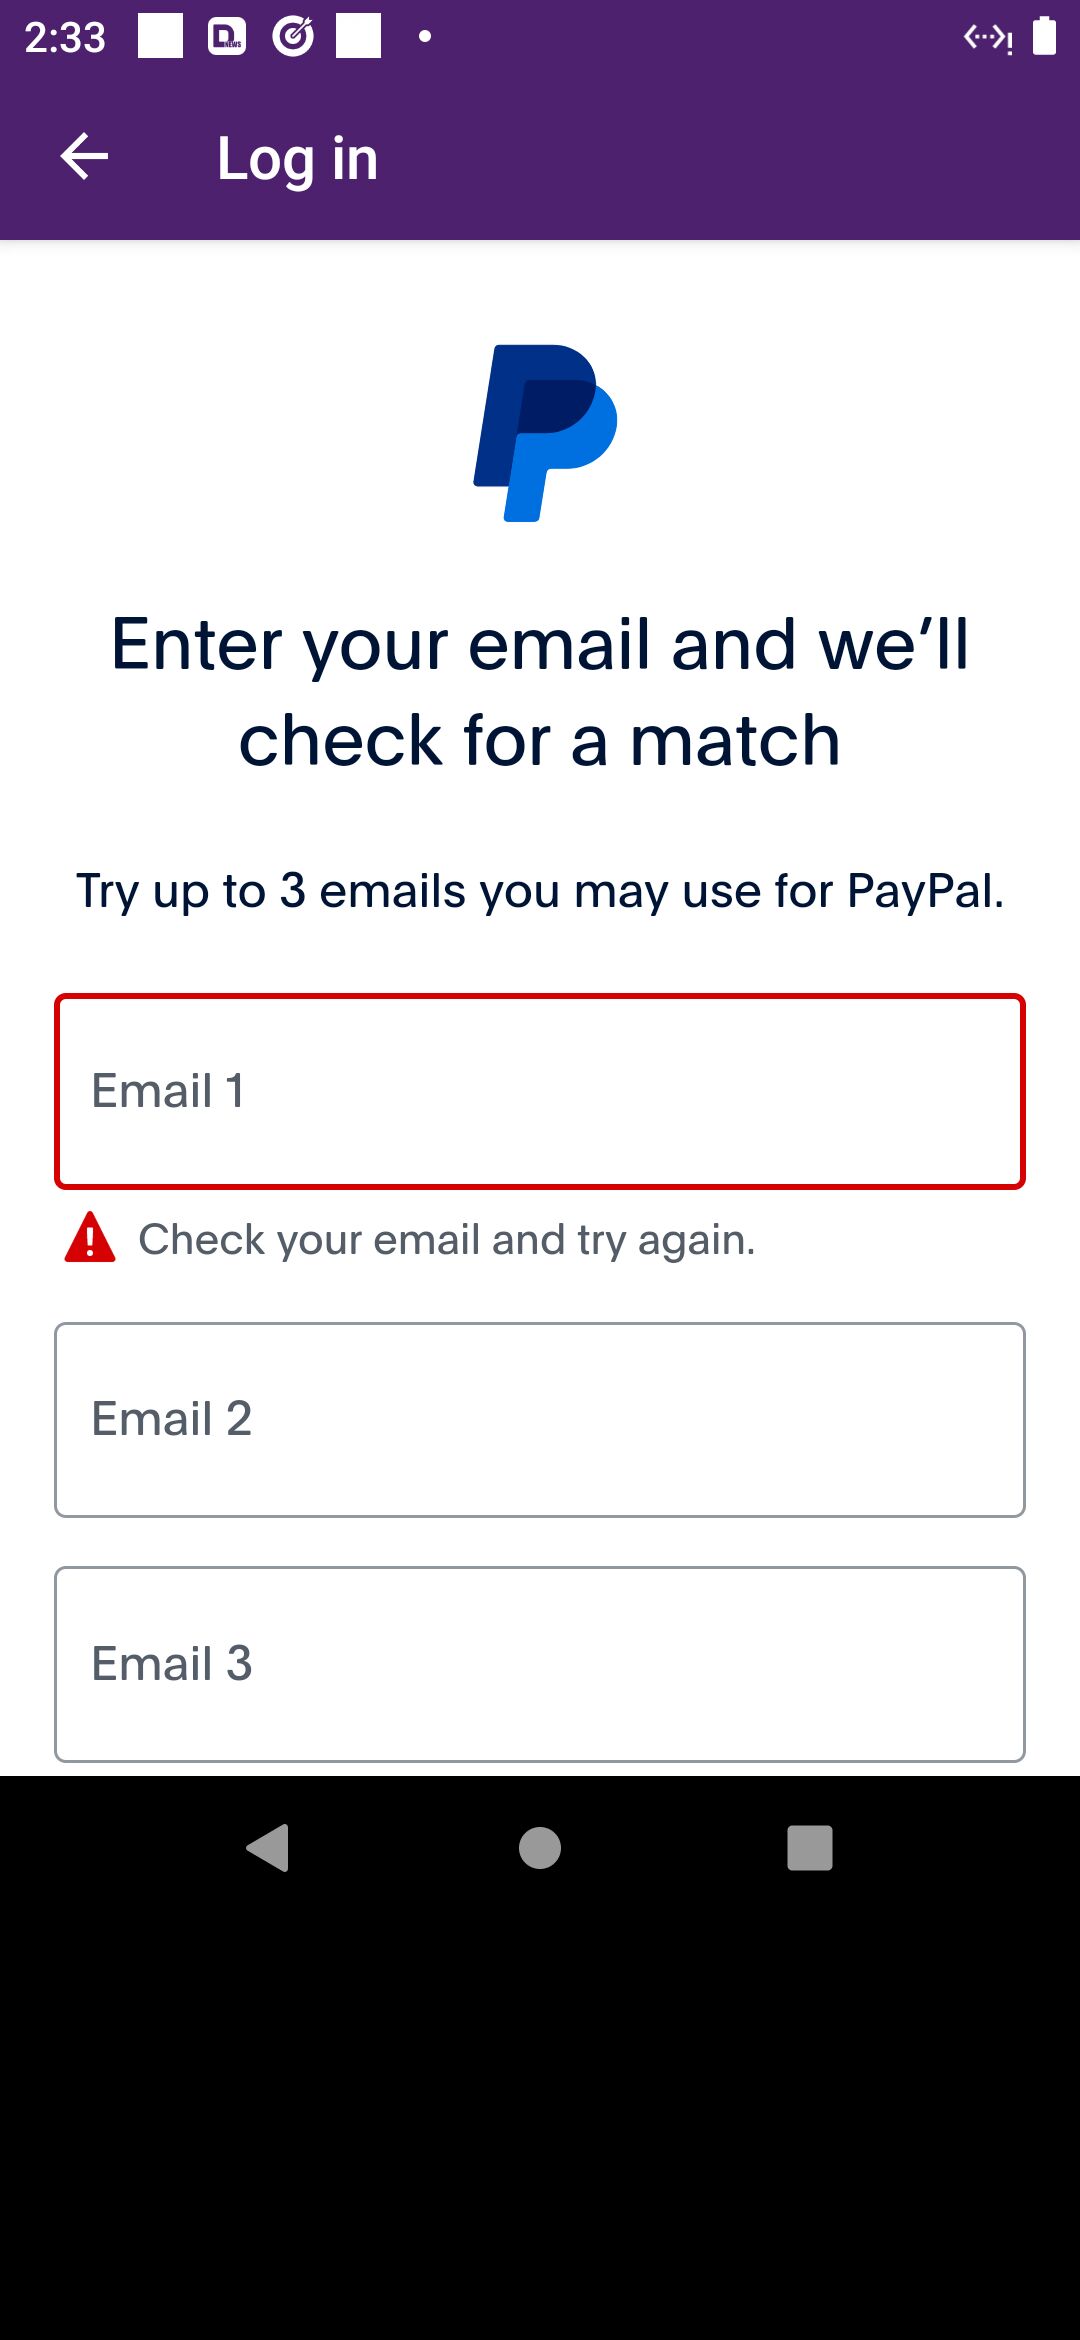 2:33
Log in
Enter your email and we’ll
check for a match
Try up to 3 emails you may use for PayPal.
Email 1
Check your email and try again.
Email 2
Email 3